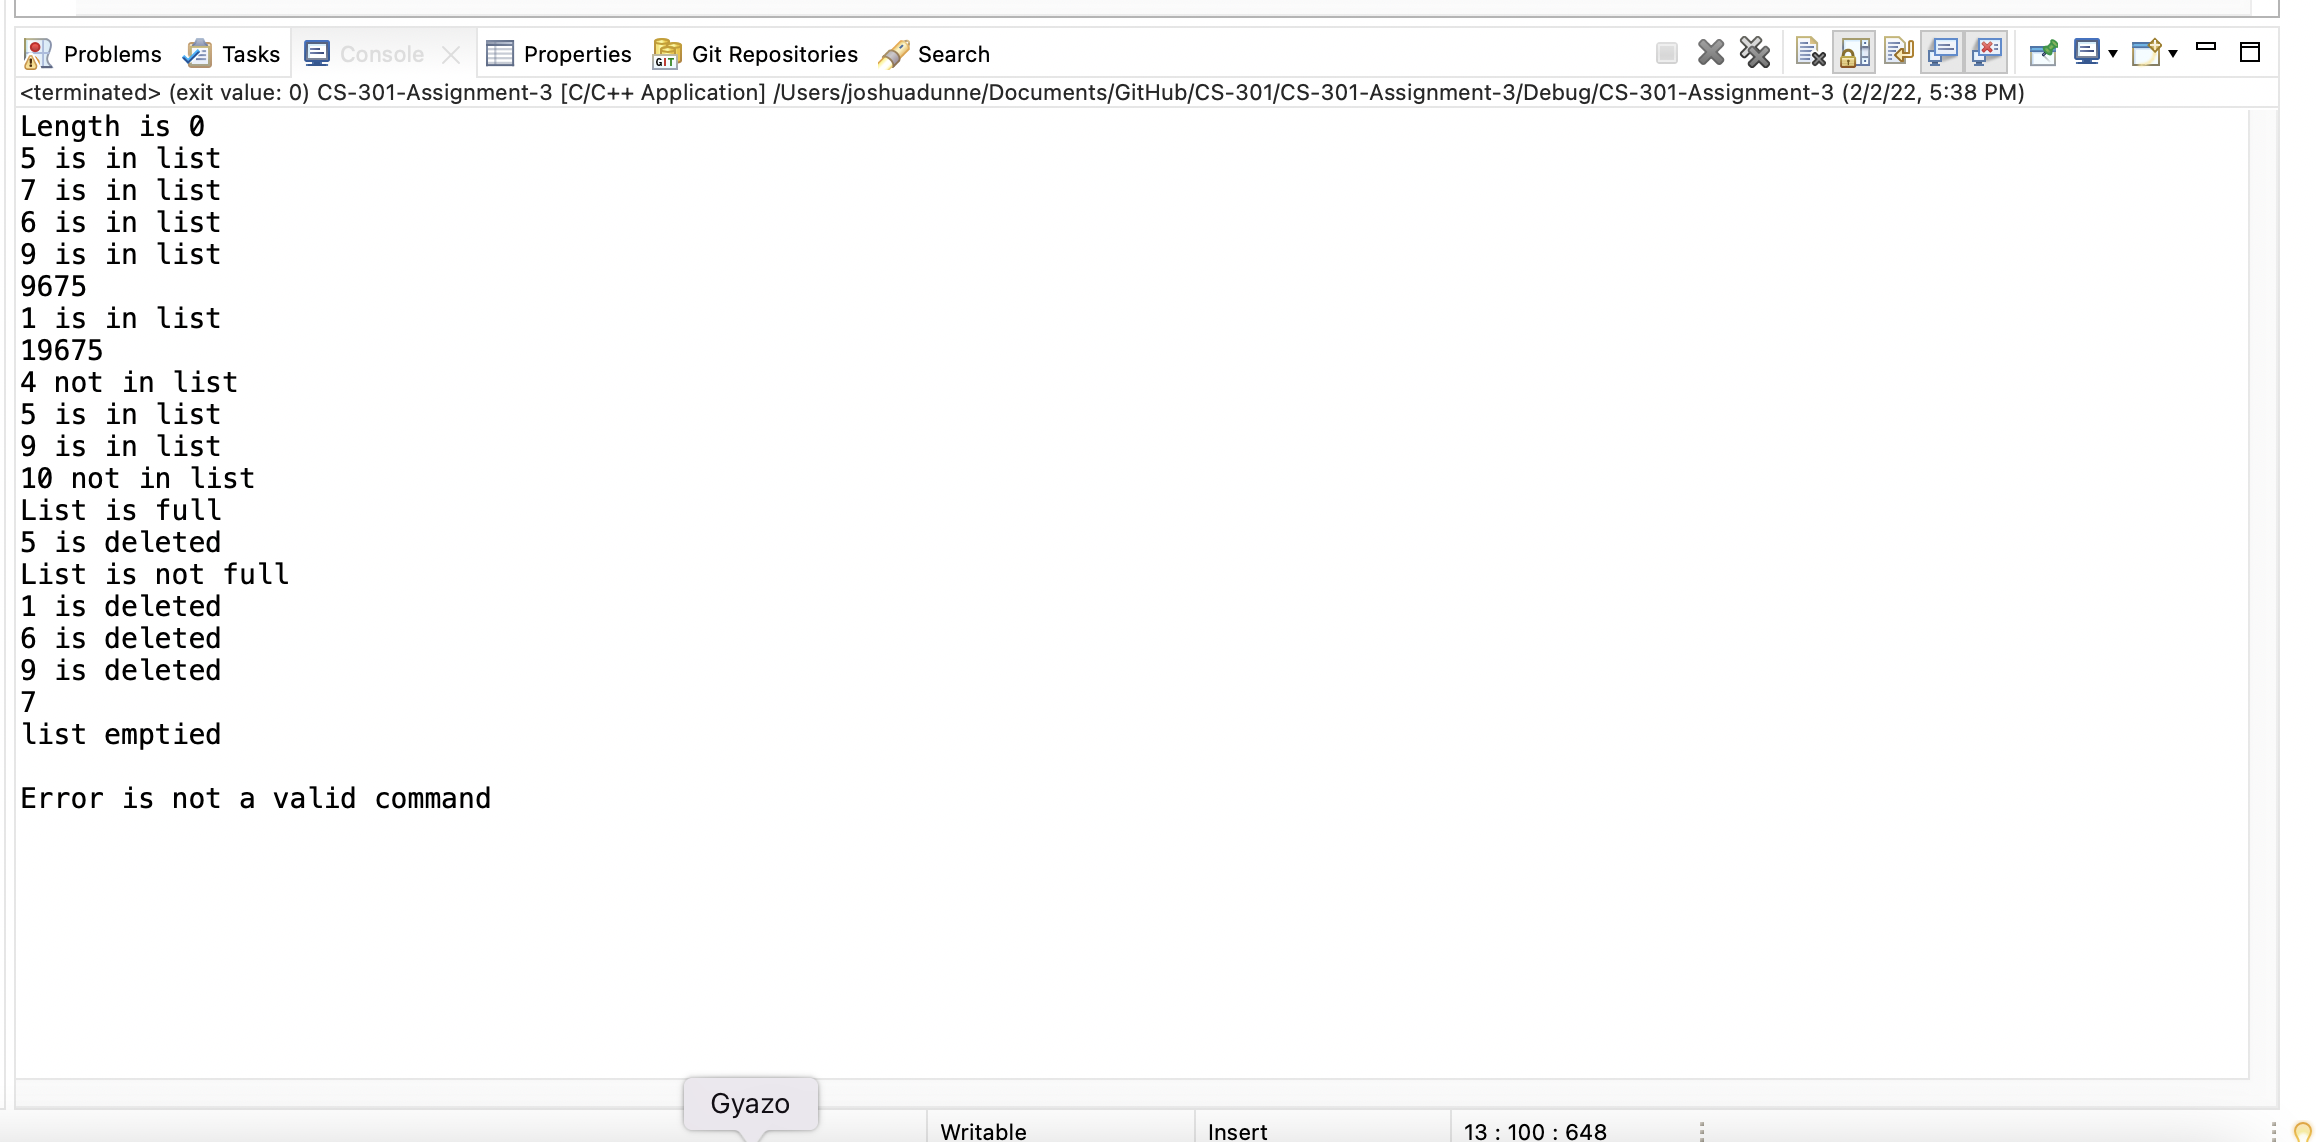 Problems Tasks Console Properties Git Repositories Search
<terminated> (exit value: 0) CS-301-Assignment-3 [C/C++ Application] /Users/joshuadunne/Documents/GitHub/CS-301/CS-301-Assignment-3/Debug/CS-301-Assignment-3 (2/2/22, 5:38 PM)
Length is 0
5 is in list
7 is in list
6 is in list
9 is in list
9675
1 is in list
19675
4 not in list
5 is in list
9 is in list
10 not in list
List is full
5 is deleted
List is not full
1 is deleted
6 is deleted
9 is deleted
7
list emptied
Error is not a valid command
Gyazo
Writable Insert 13 : 100 : 648